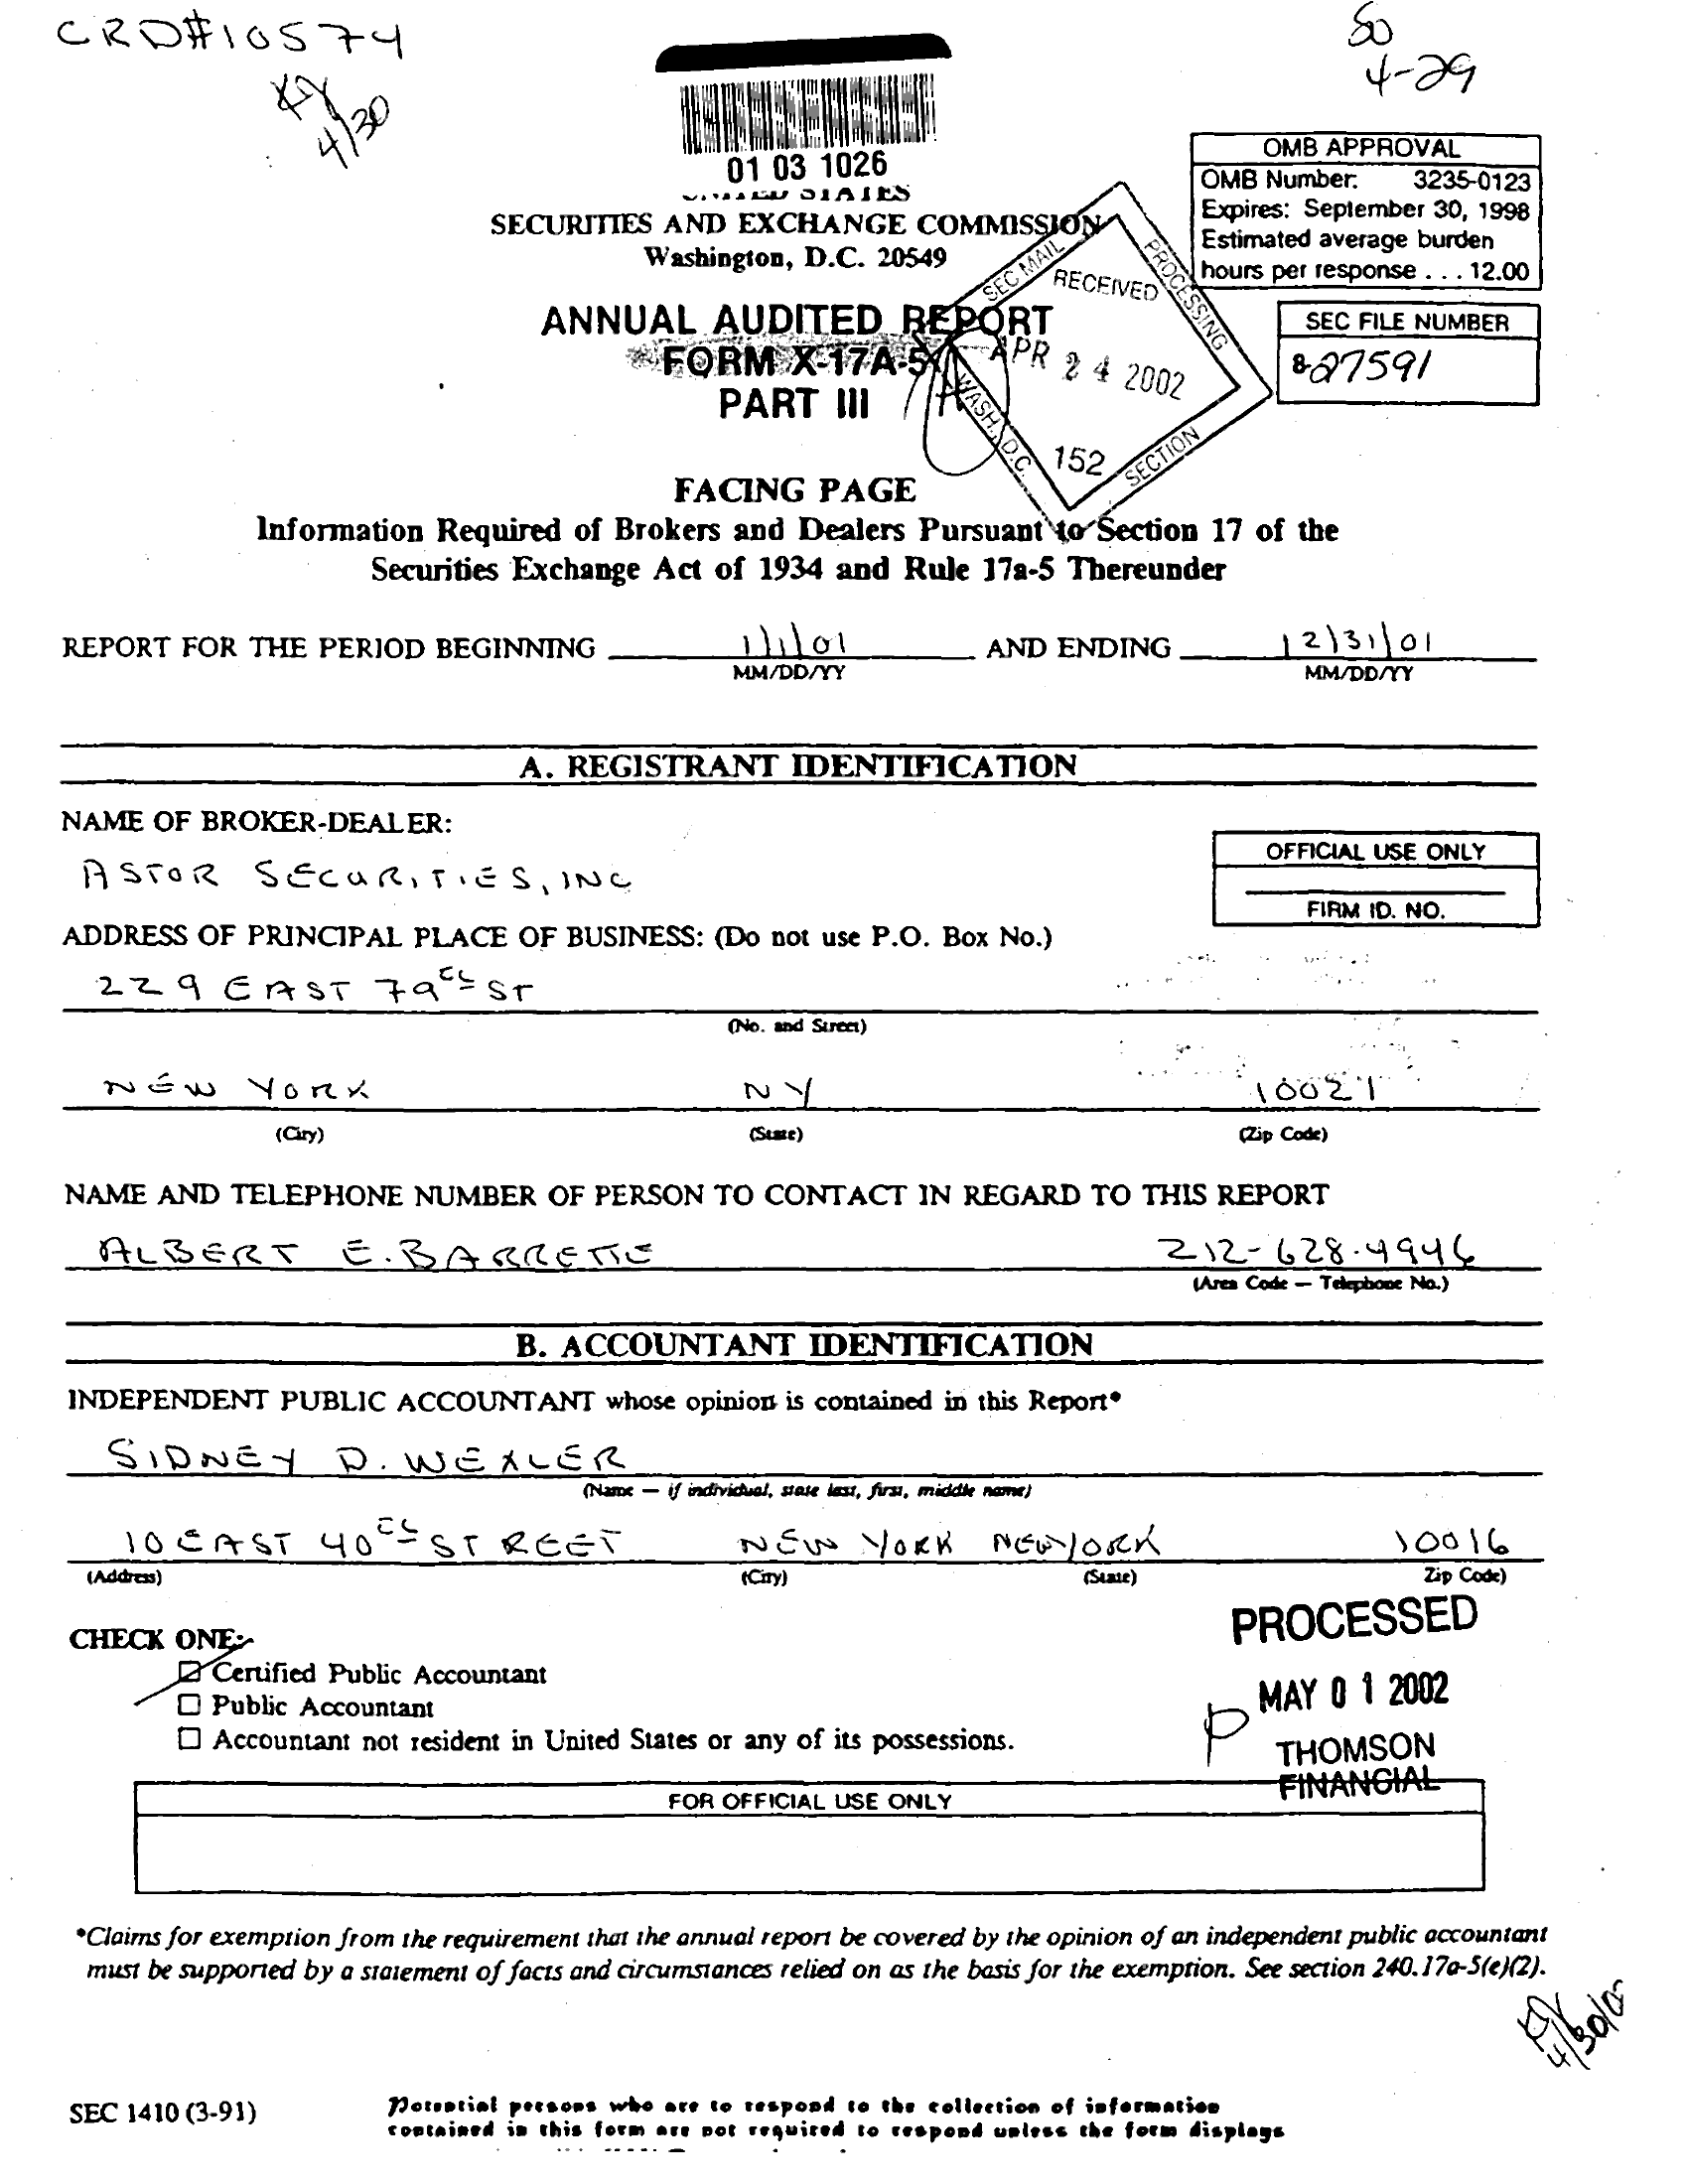 CRD#10574
4/30
SO
4-29
01 03 1026
UNITED STATES
SECURITIES AND EXCHANGE COMMISSION
Washington, D.C. 20549
OMB APPROVAL
OMB Number: 3235-0123
Expires: September 30, 1998
Estimated average burden
hours per response . . . 12.00
ANNUAL AUDITED REPORT
FORM X-17A-5
PART III
SEC MAIL PROCESSING
RECEIVED
APR 24 2002
152
WASH., D.C. SECTION
SEC FILE NUMBER
8-27591
FACING PAGE
Information Required of Brokers and Dealers Pursuant to Section 17 of the
Securities Exchange Act of 1934 and Rule 17a-5 Thereunder
REPORT FOR THE PERIOD BEGINNING 1/1/01 AND ENDING 12/31/01
MM/DD/YY MM/DD/YY
A. REGISTRANT IDENTIFICATION
NAME OF BROKER-DEALER:
ASTOR SECURITIES, INC
OFFICIAL USE ONLY
FIRM ID. NO.
ADDRESS OF PRINCIPAL PLACE OF BUSINESS: (Do not use P.O. Box No.)
229 EAST 79 ST
(No. and Street)
NEW YORK NY 10021
(City) (State) (Zip Code)
NAME AND TELEPHONE NUMBER OF PERSON TO CONTACT IN REGARD TO THIS REPORT
ALBERT E. BARRETTE 212-628-4946
(Area Code — Telephone No.)
B. ACCOUNTANT IDENTIFICATION
INDEPENDENT PUBLIC ACCOUNTANT whose opinion is contained in this Report*
SIDNEY D. WEXLER
(Name — if individual, state last, first, middle name)
10 EAST 40 STREET NEW YORK NEW YORK 10016
(Address) (City) (State) Zip Code)
CHECK ONE:
Certified Public Accountant
☐ Public Accountant
☐ Accountant not resident in United States or any of its possessions.
PROCESSED
MAY 01 2002
P
THOMSON
FINANCIAL
FOR OFFICIAL USE ONLY
*Claims for exemption from the requirement that the annual report be covered by the opinion of an independent public accountant
must be supported by a statement of facts and circumstances relied on as the basis for the exemption. See section 240.17a-5(e)(2).
4/30/02
SEC 1410 (3-91)
Potential persons who are to respond to the collection of information
contained in this form are not required to respond unless the form displays